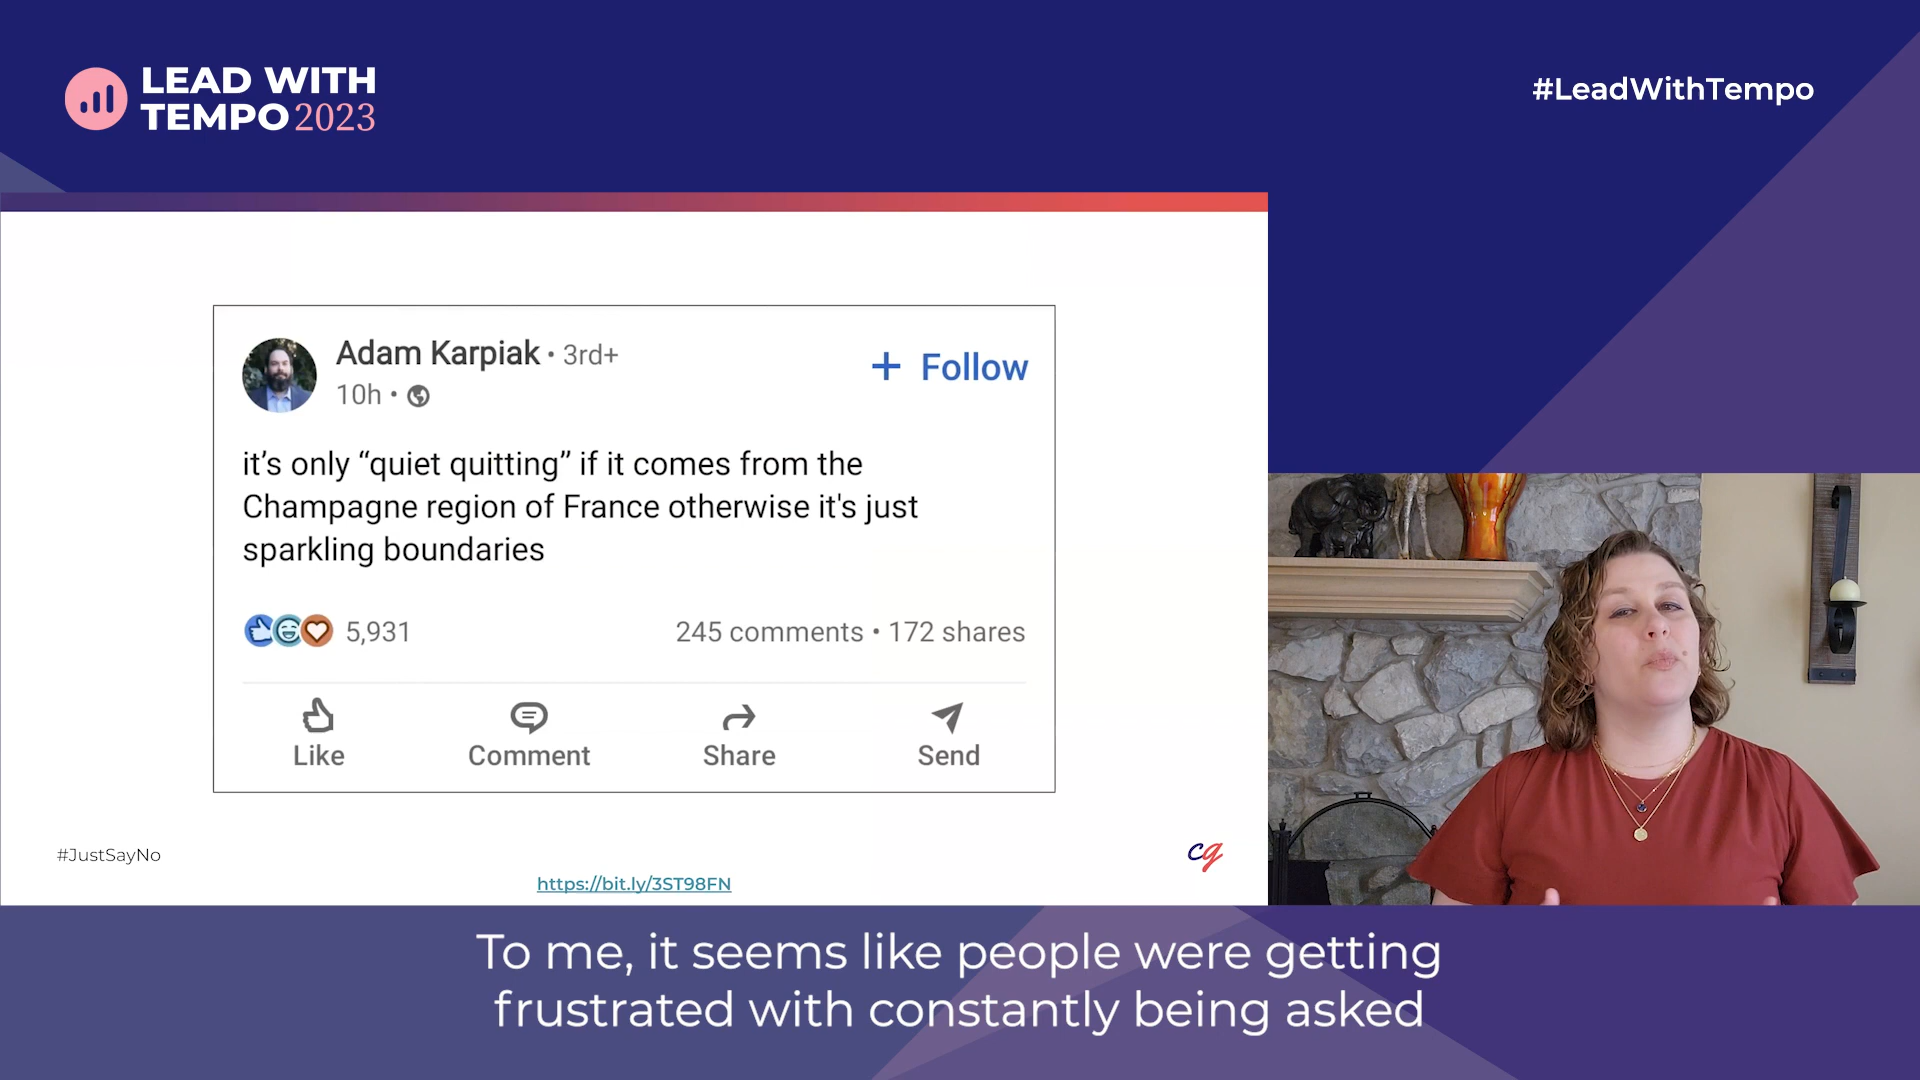 LEAD WITH
TEMPO 2023
#LeadWithTempo
Adam Karpiak • 3rd+
10h •
+ Follow
it’s only “quiet quitting” if it comes from the
Champagne region of France otherwise it's just
sparkling boundaries
5,931
245 comments • 172 shares
Like
Comment
Share
Send
#JustSayNo
cg
https://bit.ly/3ST98FN
To me, it seems like people were getting
frustrated with constantly being asked